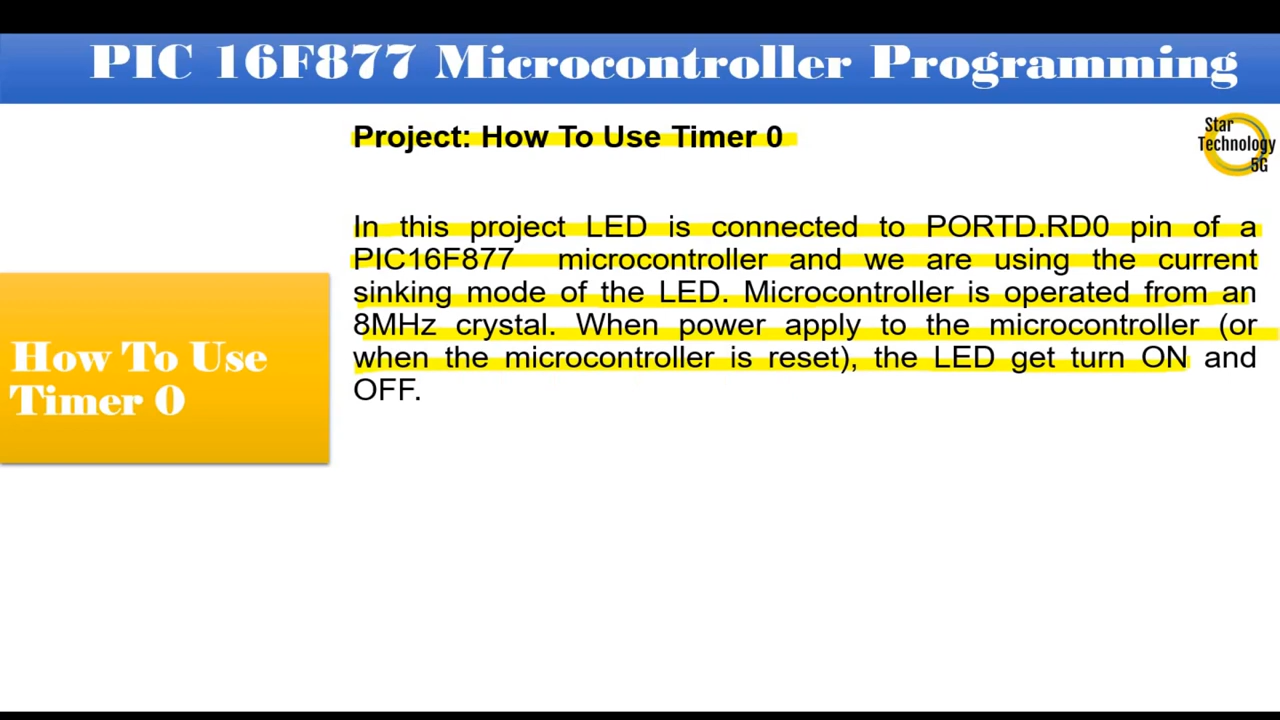 PIC 16F877 Microcontroller Programming
Project: How To Use Timer 0
Star
Technology
5G
In this project LED is connected to PORTD.RD0 pin of a
PIC16F877 microcontroller and we are using the current
sinking mode of the LED. Microcontroller is operated from an
8MHz crystal. When power apply to the microcontroller (or
when the microcontroller is reset), the LED get turn ON and
OFF.
How To Use
Timer 0